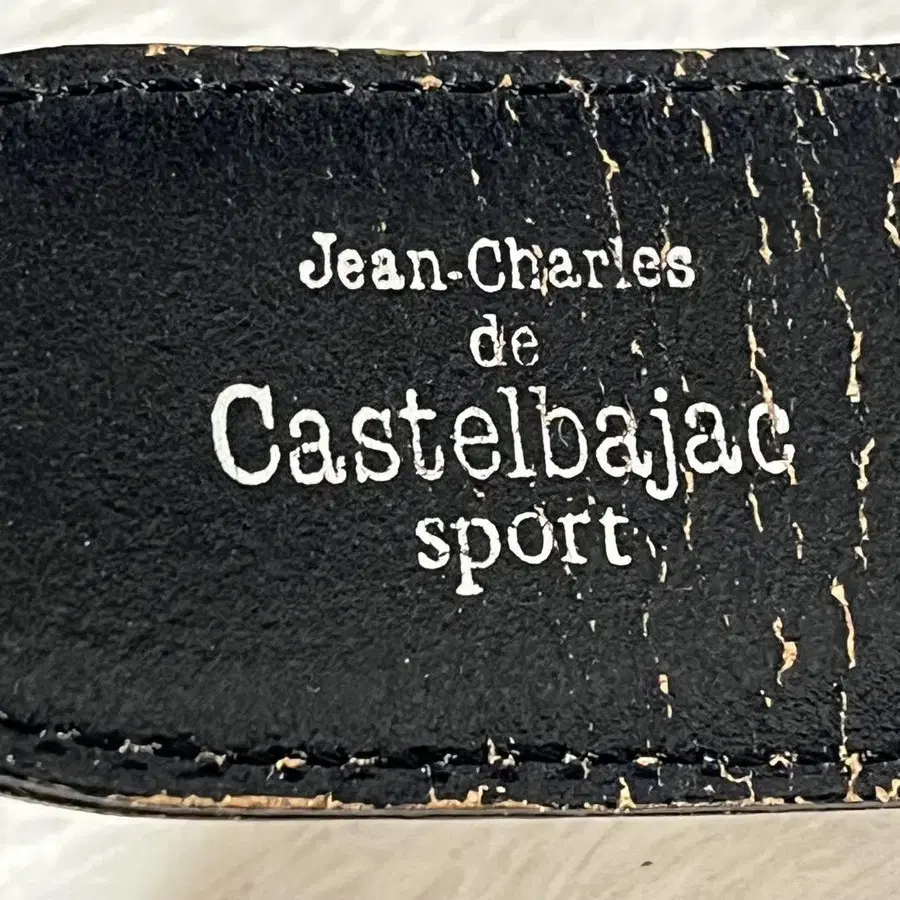 Jean-Charles
de
Castelbajac
sport